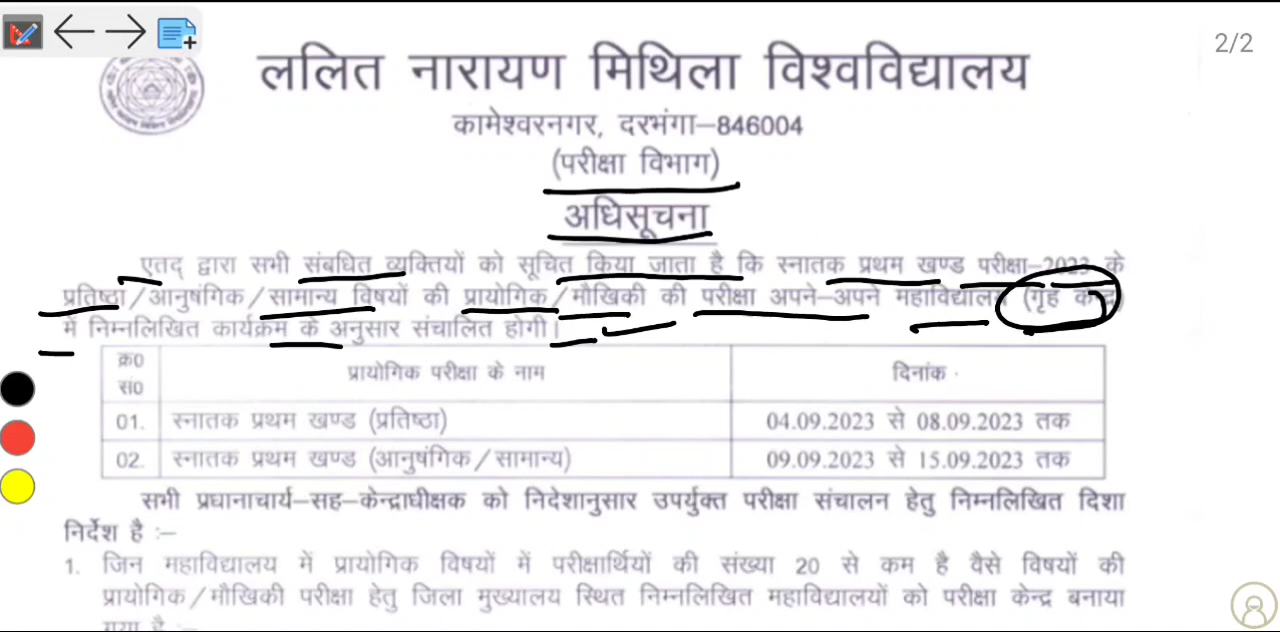 2/2
ललित नारायण मिथिला विश्वविद्यालय
कामेश्वरनगर, दरभंगा–846004
(परीक्षा विभाग)
अधिसूचना
एतद् द्वारा सभी संबधित व्यक्तियों को सूचित किया जाता है कि स्नातक प्रथम खण्ड परीक्षा–2023 के
प्रतिष्ठा/आनुषंगिक/सामान्य विषयों की प्रायोगिक/मौखिकी की परीक्षा अपने–अपने महाविद्यालय (गृह केन्द्र)
में निम्नलिखित कार्यक्रम के अनुसार संचालित होगी।
क्र0 सं0 प्रायोगिक परीक्षा के नाम दिनांक
01. स्नातक प्रथम खण्ड (प्रतिष्ठा) 04.09.2023 से 08.09.2023 तक
02. स्नातक प्रथम खण्ड (आनुषंगिक/सामान्य) 09.09.2023 से 15.09.2023 तक
सभी प्रधानाचार्य–सह–केन्द्राधीक्षक को निदेशानुसार उपर्युक्त परीक्षा संचालन हेतु निम्नलिखित दिशा
निर्देश है :–
1. जिन महाविद्यालय में प्रायोगिक विषयों में परीक्षार्थियों की संख्या 20 से कम है वैसे विषयों की
प्रायोगिक/मौखिकी परीक्षा हेतु जिला मुख्यालय स्थित निम्नलिखित महाविद्यालयों को परीक्षा केन्द्र बनाया
गया है :–